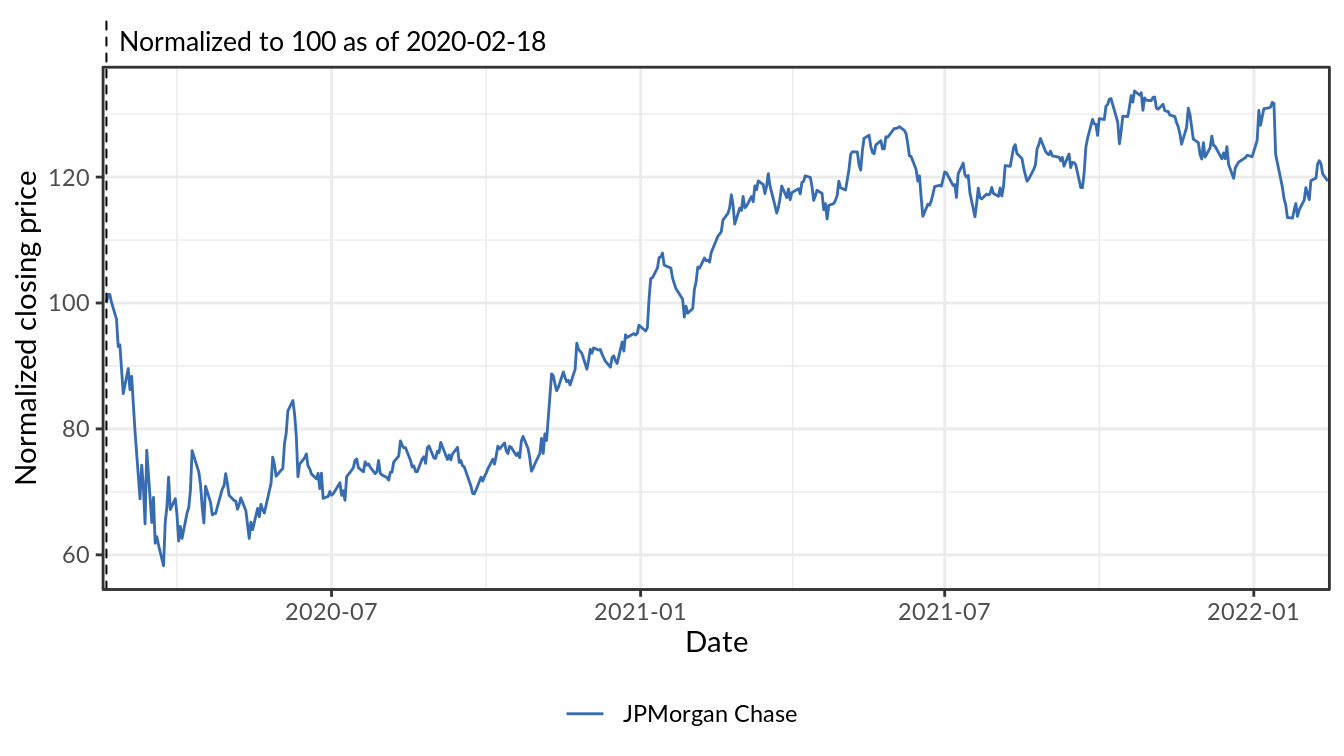 Normalized to 100 as of 2020-02-18
Normalized closing price
120
100
80
60
2020-07
2021-01
2021-07
2022-01
Date
JPMorgan Chase